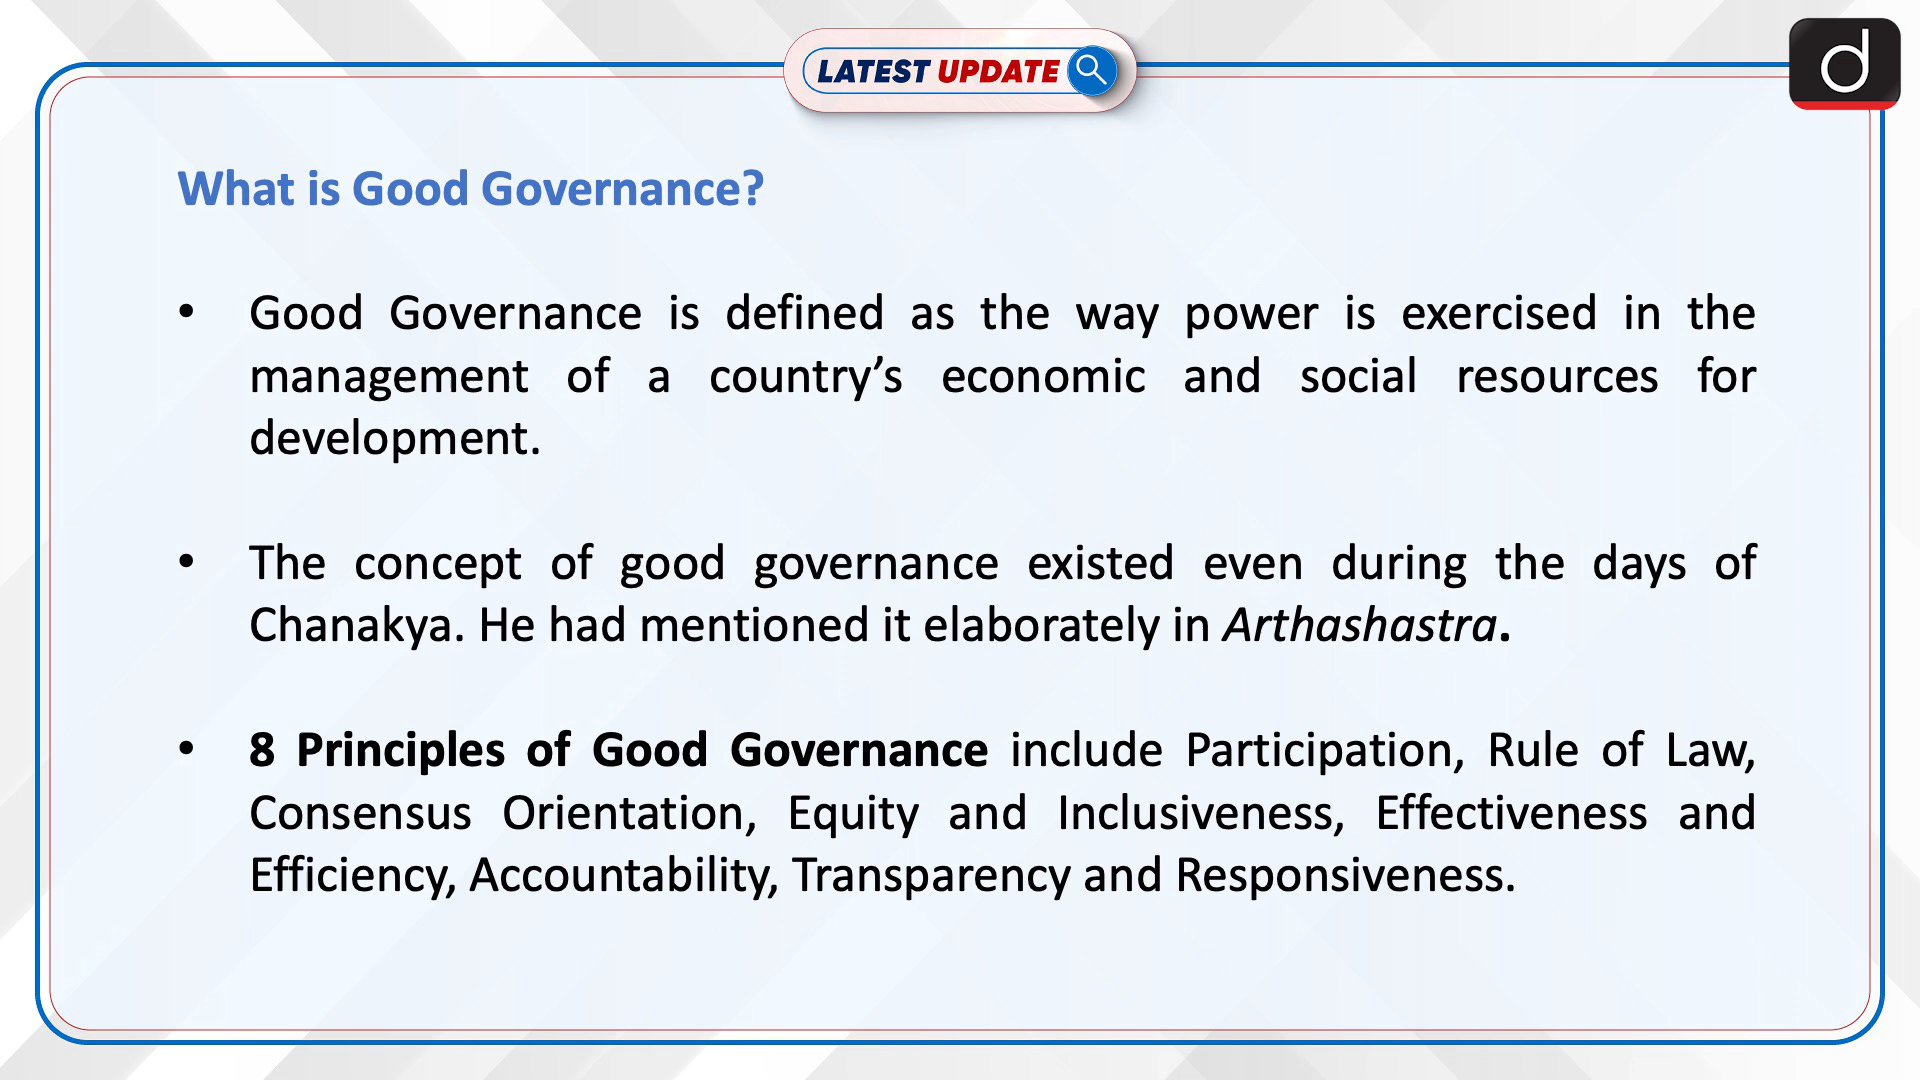 LATEST UPDATE
d
What is Good Governance?
• Good Governance is defined as the way power is exercised in the
management of a country’s economic and social resources for
development.
• The concept of good governance existed even during the days of
Chanakya. He had mentioned it elaborately in Arthashastra.
• 8 Principles of Good Governance include Participation, Rule of Law,
Consensus Orientation, Equity and Inclusiveness, Effectiveness and
Efficiency, Accountability, Transparency and Responsiveness.